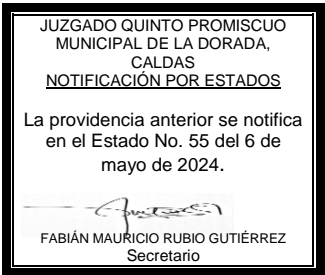 JUZGADO QUINTO PROMISCUO
MUNICIPAL DE LA DORADA,
CALDAS
NOTIFICACIÓN POR ESTADOS
La providencia anterior se notifica
en el Estado No. 55 del 6 de
mayo de 2024.
FABIÁN MAURICIO RUBIO GUTIÉRREZ
Secretario